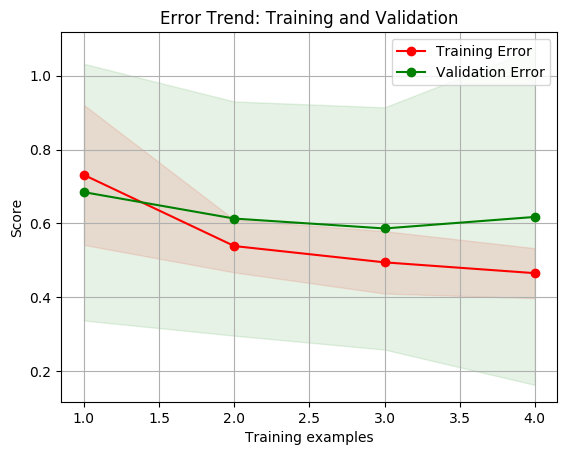 Error Trend: Training and Validation
Training Error
Validation Error
1.0
0.8
0.6
0.4
0.2
Score
1.0 1.5 2.0 2.5 3.0 3.5 4.0
Training examples